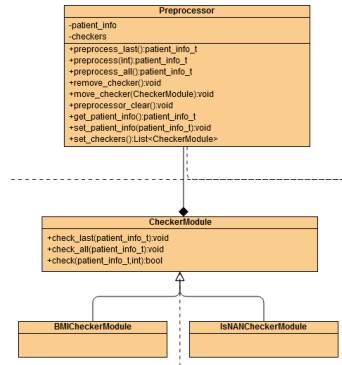 Preprocessor
-patient_info
-checkers
+preprocess_last():patient_info_t
+preprocess(int):patient_info_t
+preprocess_all():patient_info_t
+remove_checker():void
+move_checker(CheckerModule):void
+preprocessor_clear():void
+get_patient_info():patient_info_t
+set_patient_info(patient_info_t):void
+set_checkers():List<CheckerModule>
CheckerModule
+check_last(patient_info_t):void
+check_all(patient_info_t):void
+check(patient_info_t,int):bool
BMICheckerModule
IsNANCheckerModule